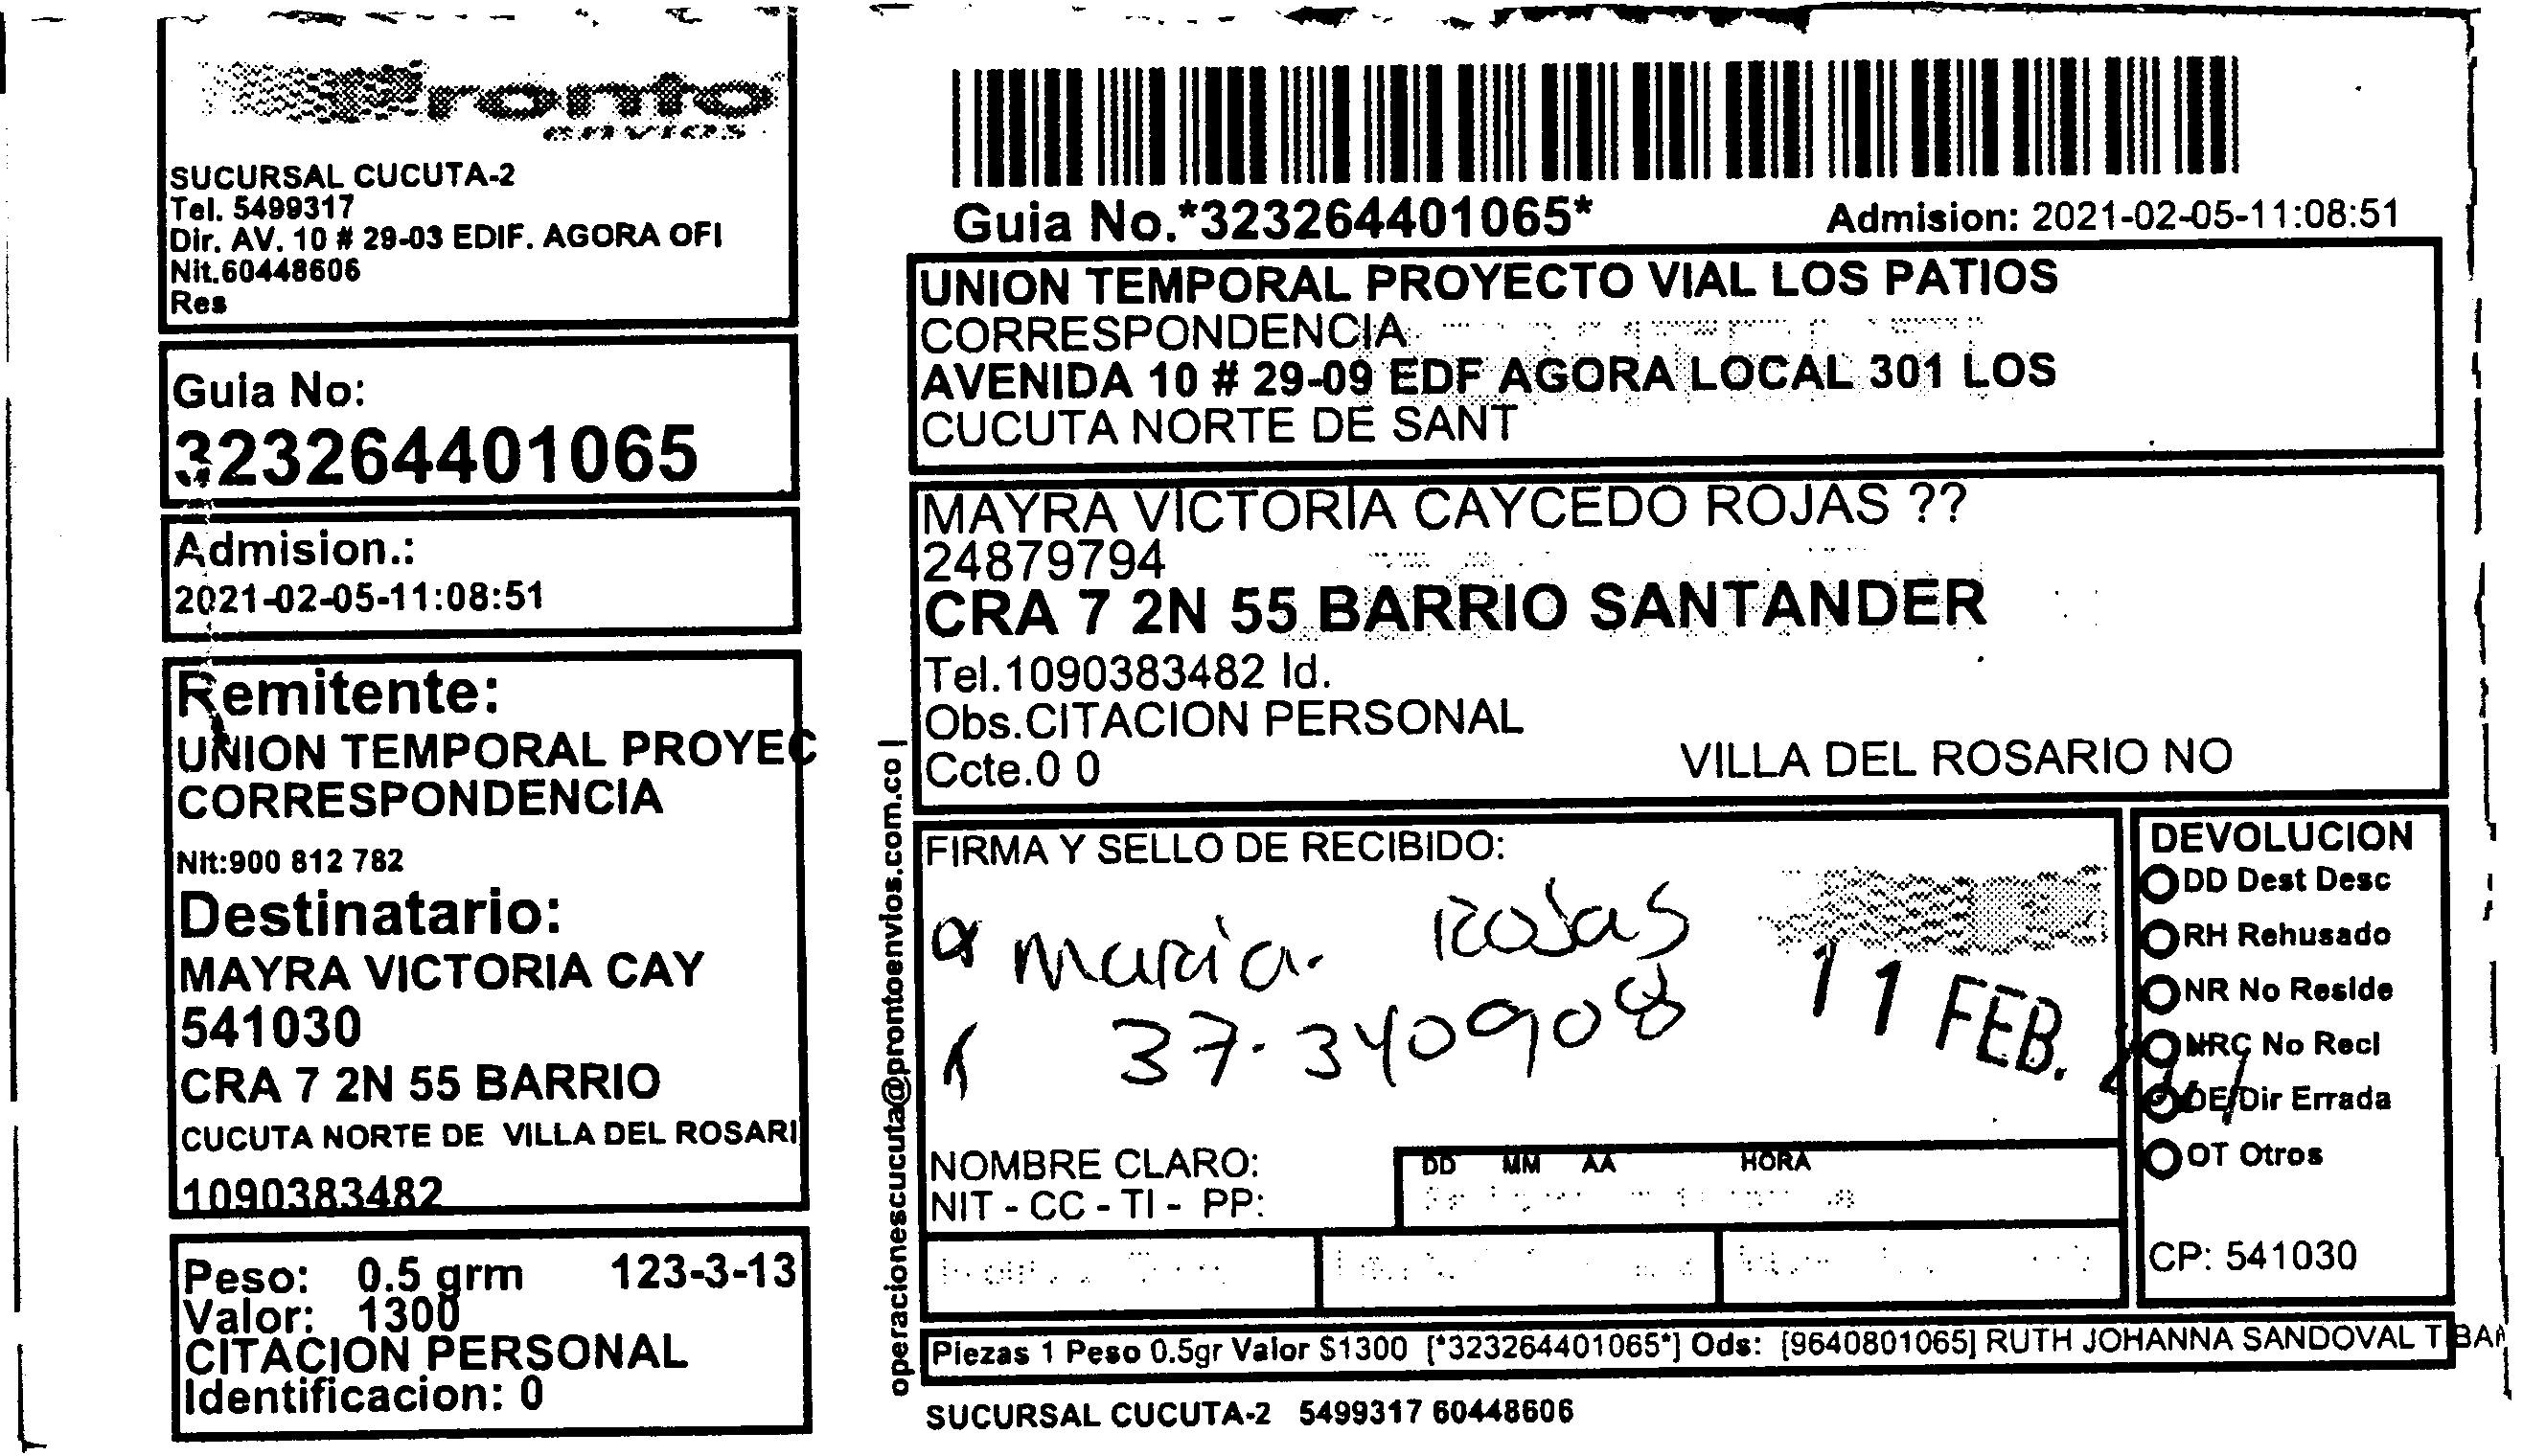 Pronto
envios
SUCURSAL CUCUTA-2
Tel. 5499317
Dir. AV. 10 # 29-03 EDIF. AGORA OFI
Nit.60448606
Res
Guia No:
323264401065
Admision.:
2021-02-05-11:08:51
Remitente:
UNION TEMPORAL PROYEC
CORRESPONDENCIA
Nit:900 812 782
Destinatario:
MAYRA VICTORIA CAY
541030
CRA 7 2N 55 BARRIO
CUCUTA NORTE DE VILLA DEL ROSARI
1090383482
Peso: 0.5 grm 123-3-13
Valor: 1300
CITACION PERSONAL
Identificacion: 0
operacionescucuta@prontoenvios.com.co |
Guia No.*323264401065* Admision: 2021-02-05-11:08:51
UNION TEMPORAL PROYECTO VIAL LOS PATIOS
CORRESPONDENCIA
AVENIDA 10 # 29-09 EDF AGORA LOCAL 301 LOS
CUCUTA NORTE DE SANT
MAYRA VICTORIA CAYCEDO ROJAS ??
24879794
CRA 7 2N 55 BARRIO SANTANDER
Tel.1090383482 Id.
Obs.CITACION PERSONAL
Ccte.0 0 VILLA DEL ROSARIO NO
FIRMA Y SELLO DE RECIBIDO:
Maria Rojas
37.340908
11 FEB.
NOMBRE CLARO:
NIT - CC - TI - PP:
DD MM AA HORA
DEVOLUCION
DD Dest Desc
RH Rehusado
NR No Reside
NRC No Recl
DE Dir Errada
OT Otros
CP: 541030
Piezas 1 Peso 0.5gr Valor $1300 [*323264401065*] Ods: [9640801065] RUTH JOHANNA SANDOVAL TIBA
SUCURSAL CUCUTA-2 5499317 60448606